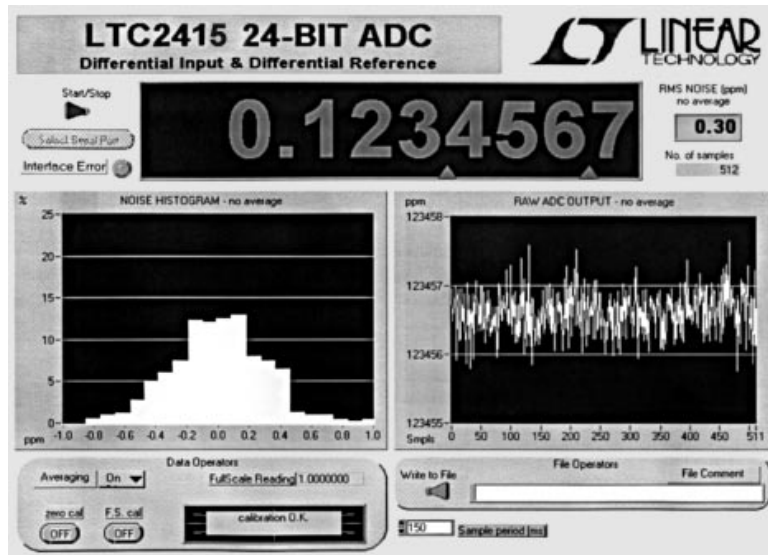 LTC2415 24-BIT ADC
Differential Input & Differential Reference
LINEAR
TECHNOLOGY
Start/Stop
Select Serial Port
Interface Error
0.1234567
RMS NOISE (ppm)
no average
0.30
No. of samples
512
%
NOISE HISTOGRAM - no average
25
20
15
10
5
0
ppm
-1.0 -0.8 -0.6 -0.4 -0.2 0.0 0.2 0.4 0.6 0.8 1.0
ppm
RAW ADC OUTPUT - no average
123458
123457
123456
123455
Smpls
0 50 100 150 200 250 300 350 400 450 511
Data Operators
Averaging On
FullScale Reading 1.0000000
zero cal F.S. cal
OFF OFF
calibration O.K.
File Operators
Write to File
File Comment
150 Sample period [ms]